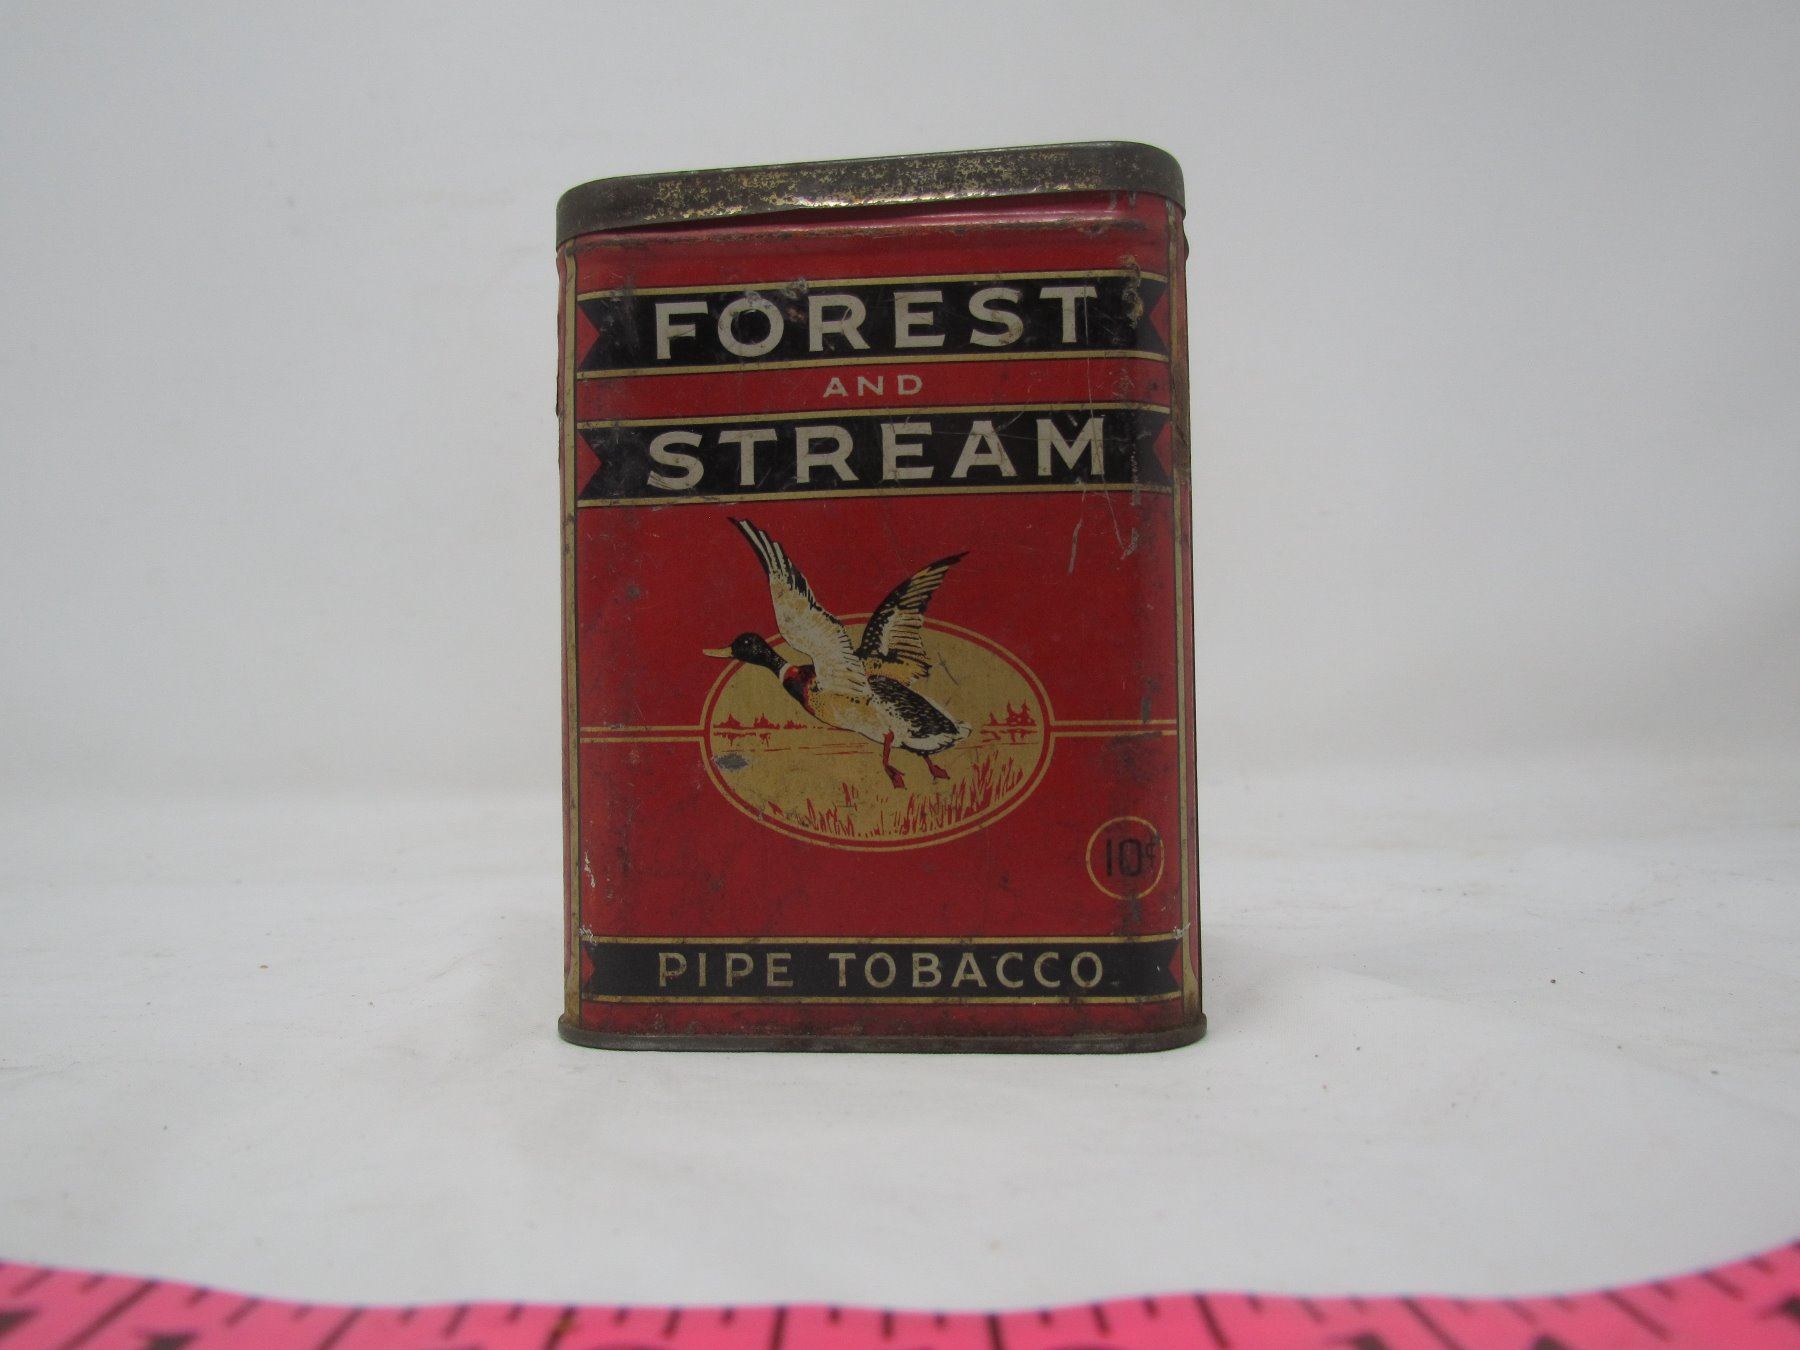 FOREST
AND
STREAM
10¢
PIPE TOBACCO